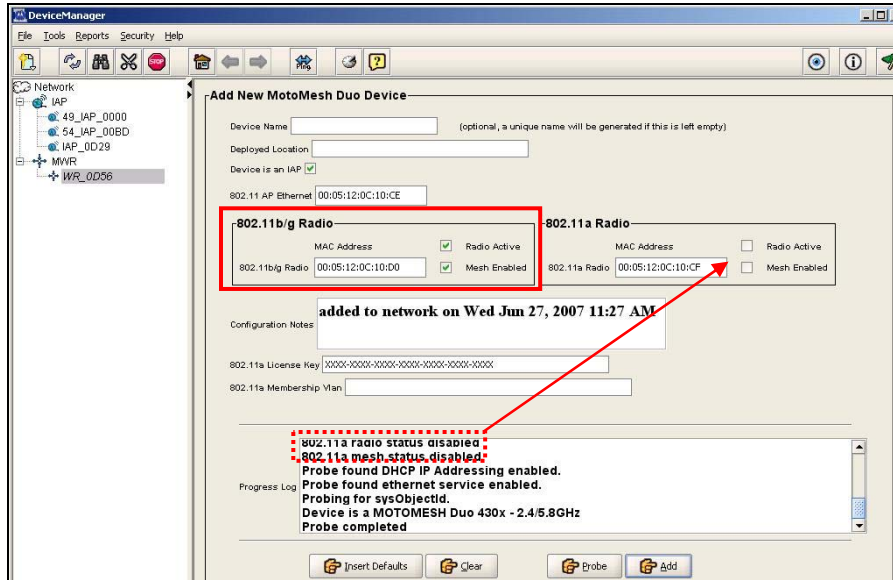 DeviceManager
File Tools Reports Security Help
Ping
Network
IAP
49_IAP_0000
54_IAP_00BD
IAP_0D29
MWR
WR_0D56
Add New MotoMesh Duo Device
Device Name (optional, a unique name will be generated if this is left empty)
Deployed Location
Device is an IAP
802.11 AP Ethernet 00:05:12:0C:10:CE
802.11b/g Radio
MAC Address Radio Active
802.11b/g Radio 00:05:12:0C:10:D0 Mesh Enabled
802.11a Radio
MAC Address Radio Active
802.11a Radio 00:05:12:0C:10:CF Mesh Enabled
Configuration Notes added to network on Wed Jun 27, 2007 11:27 AM
802.11a License Key XXXX-XXXX-XXXX-XXXX-XXXX-XXXX-XXXX
802.11a Membership Vlan
Progress Log
802.11a radio status disabled
802.11a mesh status disabled
Probe found DHCP IP Addressing enabled.
Probe found ethernet service enabled.
Probing for sysObjectId.
Device is a MOTOMESH Duo 430x - 2.4/5.8GHz
Probe completed
Insert Defaults Clear Probe Add